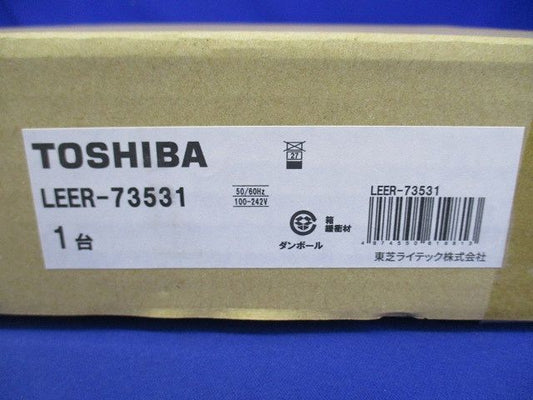 TOSHIBA
LEER-73531
1台
27
50/60Hz
100-242V
箱
緩衝材
ダンボール
LEER-73531
東芝ライテック株式会社